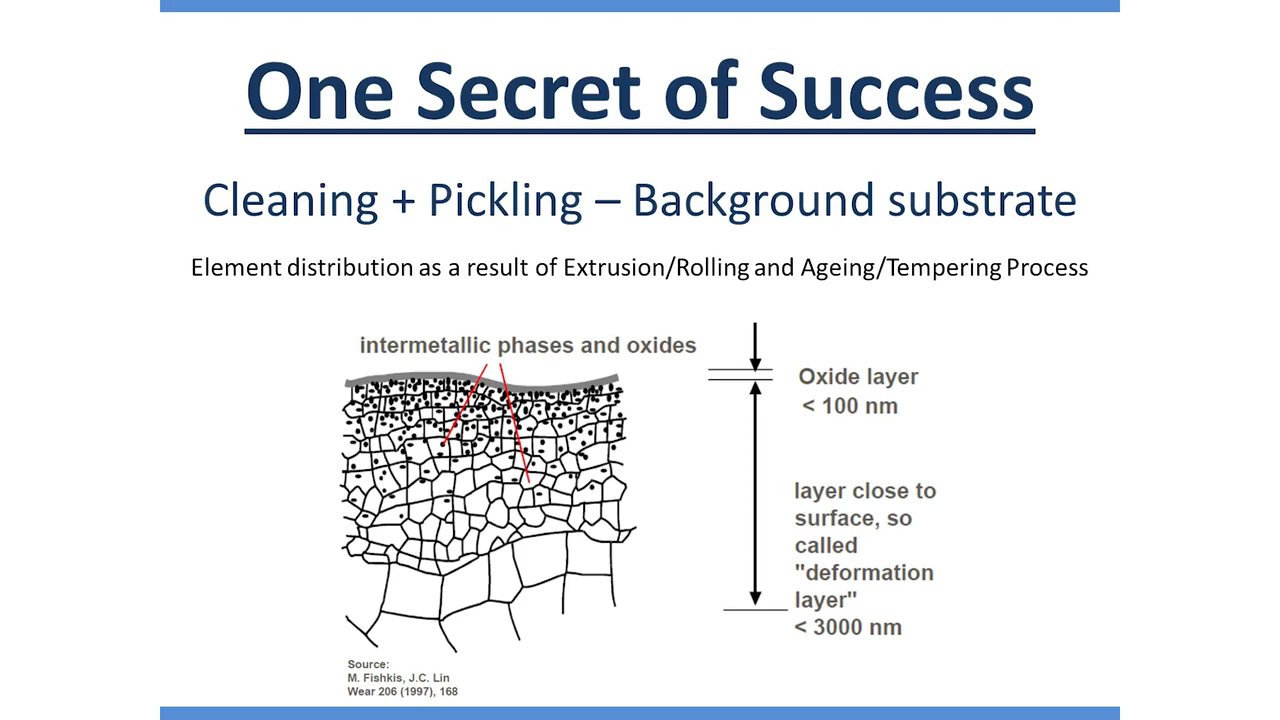 One Secret of Success
Cleaning + Pickling – Background substrate
Element distribution as a result of Extrusion/Rolling and Ageing/Tempering Process
intermetallic phases and oxides
Oxide layer
< 100 nm
layer close to
surface, so
called
"deformation
layer"
< 3000 nm
Source:
M. Fishkis, J.C. Lin
Wear 206 (1997), 168